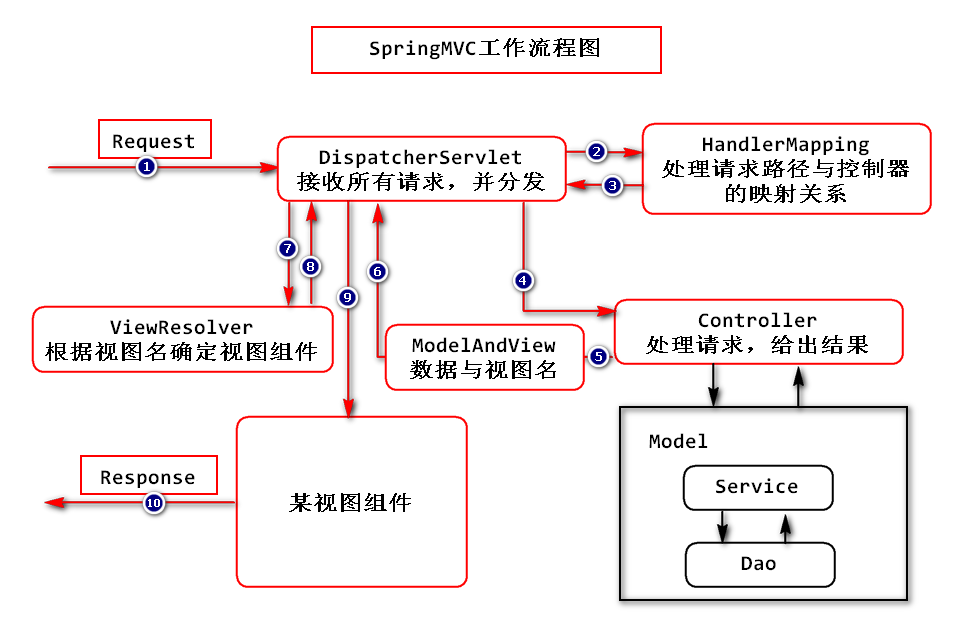 SpringMVC工作流程图
Request
1
DispatcherServlet
接收所有请求，并分发
2
3
HandlerMapping
处理请求路径与控制器
的映射关系
7
8
9
6
4
ViewResolver
根据视图名确定视图组件
ModelAndView
数据与视图名
5
Controller
处理请求，给出结果
Response
10
某视图组件
Model
Service
Dao